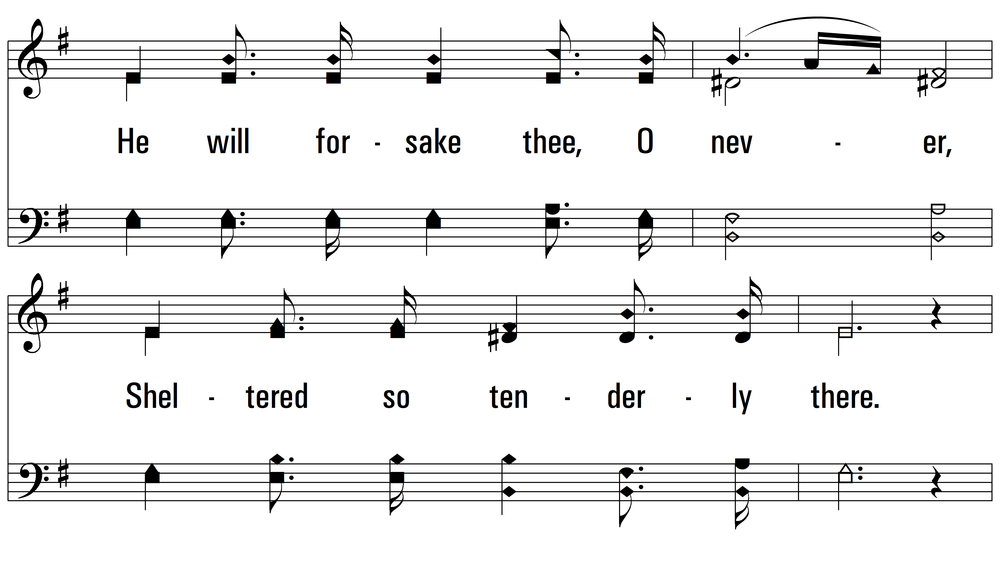 He will for - sake thee, O nev - er,
Shel - tered so ten - der - ly there.